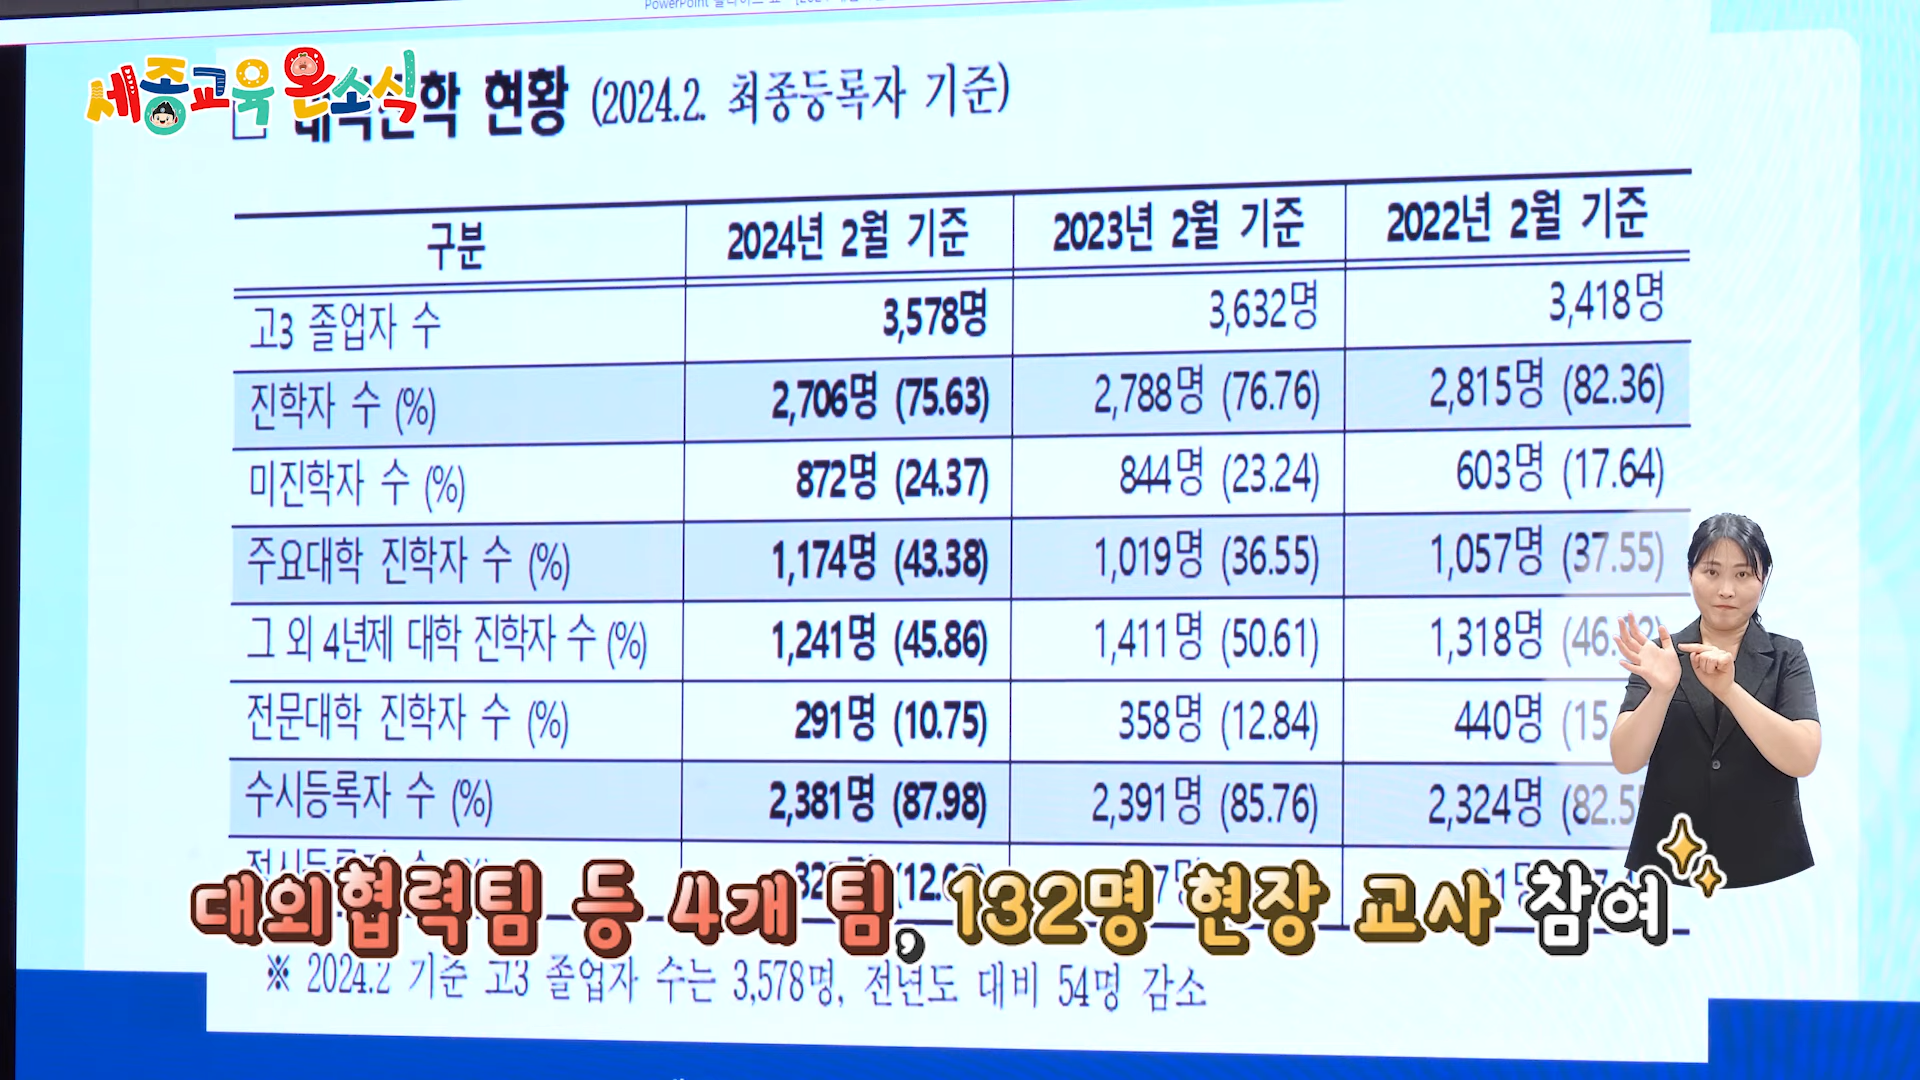 세종교육 온소식
현황 (2024.2. 최종등록자 기준)
구분 2024년 2월 기준 2023년 2월 기준 2022년 2월 기준
고3 졸업자 수 3,578명 3,632명 3,418명
진학자 수 (%) 2,706명 (75.63) 2,788명 (76.76) 2,815명 (82.36)
미진학자 수 (%) 872명 (24.37) 844명 (23.24) 603명 (17.64)
주요대학 진학자 수 (%) 1,174명 (43.38) 1,019명 (36.55) 1,057명 (37.55)
그 외 4년제 대학 진학자 수 (%) 1,241명 (45.86) 1,411명 (50.61) 1,318명
전문대학 진학자 수 (%) 291명 (10.75) 358명 (12.84) 440명
수시등록자 수 (%) 2,381명 (87.98) 2,391명 (85.76) 2,324명
대외협력팀 등 4개 팀, 132명 현장 교사 참여
※ 2024.2 기준 고3 졸업자 수는 3,578명, 전년도 대비 54명 감소